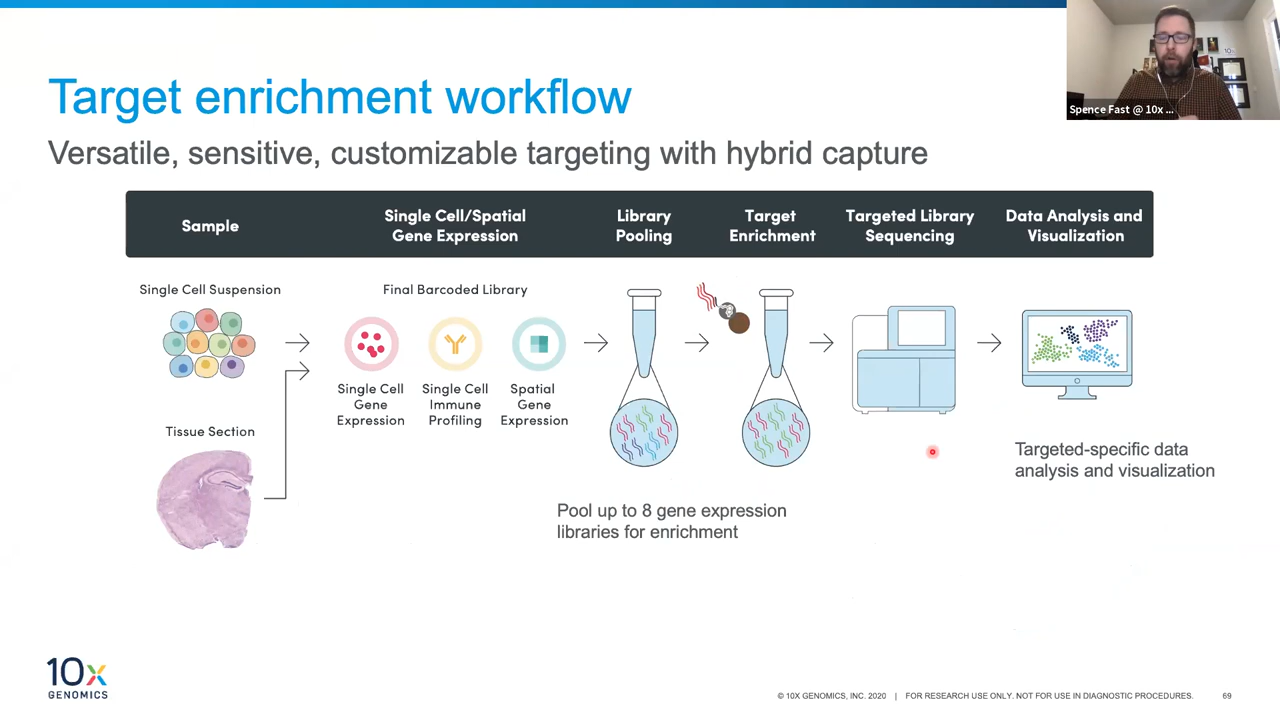 Spence Fast @ 10x ...
Target enrichment workflow
Versatile, sensitive, customizable targeting with hybrid capture
Sample
Single Cell/Spatial
Gene Expression
Library
Pooling
Target
Enrichment
Targeted Library
Sequencing
Data Analysis and
Visualization
Single Cell Suspension
Final Barcoded Library
Single Cell
Gene
Expression
Single Cell
Immune
Profiling
Spatial
Gene
Expression
Tissue Section
Targeted-specific data
analysis and visualization
Pool up to 8 gene expression
libraries for enrichment
10x
GENOMICS
© 10X GENOMICS, INC. 2020 | FOR RESEARCH USE ONLY. NOT FOR USE IN DIAGNOSTIC PROCEDURES. 69